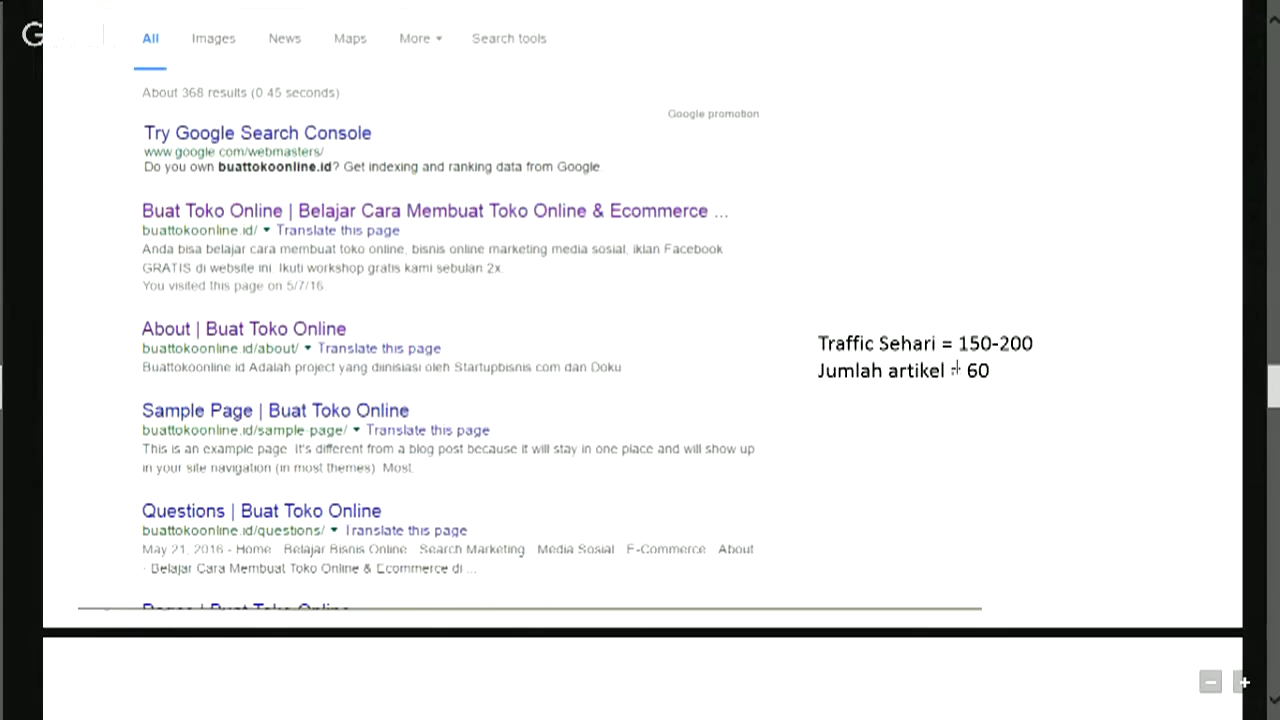 All Images News Maps More Search tools
About 368 results (0 45 seconds)
Google promotion
Try Google Search Console
www google com/webmasters/
Do you own buattokoonline.id? Get indexing and ranking data from Google
Buat Toko Online | Belajar Cara Membuat Toko Online & Ecommerce ...
buattokoonline.id/ Translate this page
Anda bisa belajar cara membuat toko online, bisnis online marketing media sosial, iklan Facebook
GRATIS di website ini Ikuti workshop gratis kami sebulan 2x
You visited this page on 5/7/16
About | Buat Toko Online
buattokoonline id/about/ Translate this page
Buattokoonline id Adalah project yang diinisiasi oleh Startupbisnis com dan Doku
Traffic Sehari = 150-200
Jumlah artikel = 60
Sample Page | Buat Toko Online
buattokoonline.id/sample page/ Translate this page
This is an example page It's different from a blog post because it will stay in one place and will show up
in your site navigation (in most themes) Most
Questions | Buat Toko Online
buattokoonline.id/questions/ Translate this page
May 21, 2016 - Home Belajar Bisnis Online Search Marketing Media Sosial E-Commerce About
· Belajar Cara Membuat Toko Online & Ecommerce di ...